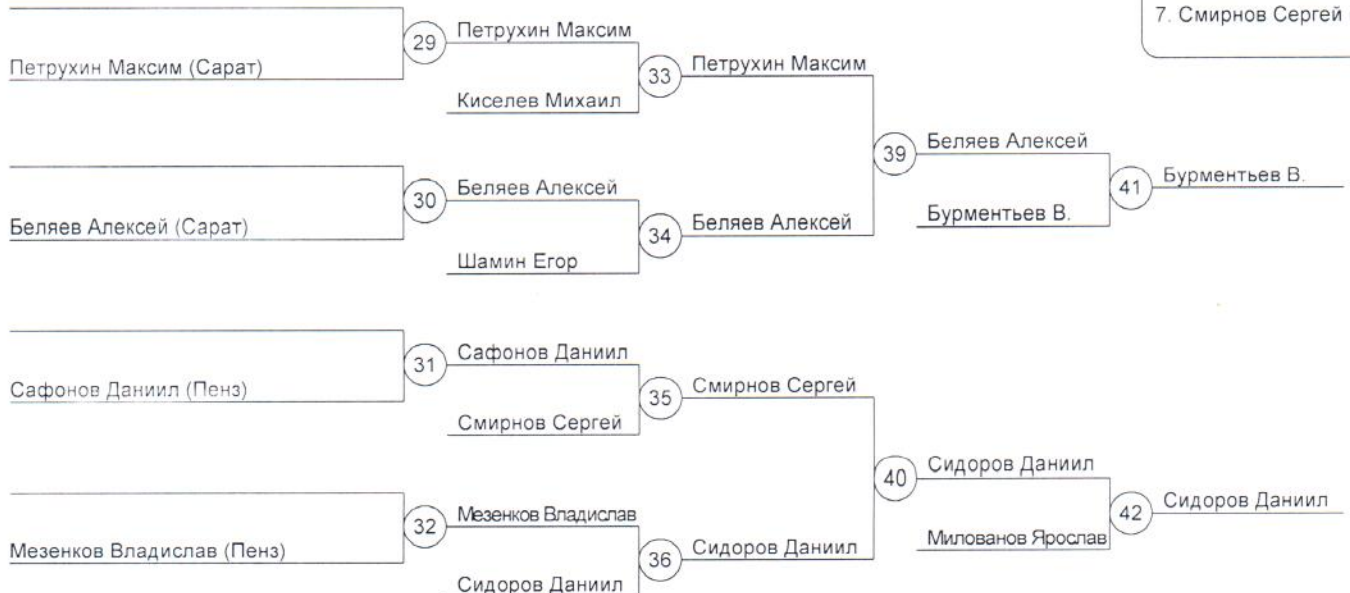 7. Смирнов Сергей
Петрухин Максим (Сарат)
29
Петрухин Максим
Киселев Михаил
33
Петрухин Максим
Беляев Алексей (Сарат)
30
Беляев Алексей
Шамин Егор
34
Беляев Алексей
39
Беляев Алексей
Бурментьев В.
41
Бурментьев В.
Сафонов Даниил (Пенз)
31
Сафонов Даниил
Смирнов Сергей
35
Смирнов Сергей
Мезенков Владислав (Пенз)
32
Мезенков Владислав
Сидоров Даниил
36
Сидоров Даниил
40
Сидоров Даниил
Милованов Ярослав
42
Сидоров Даниил